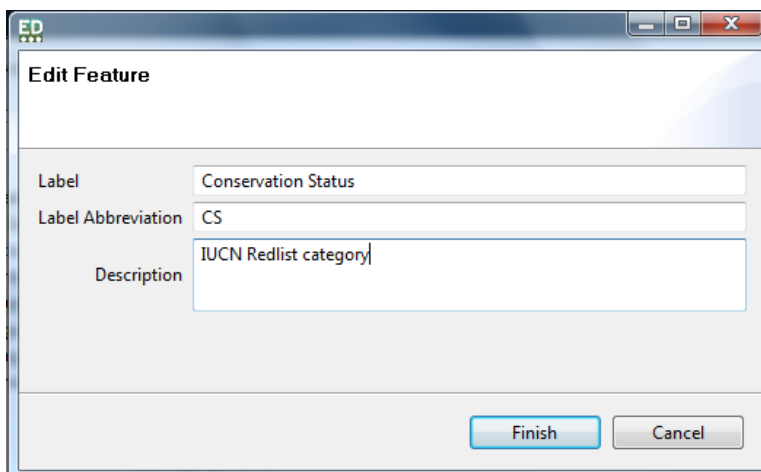 ED
Edit Feature
Label Conservation Status
Label Abbreviation CS
Description IUCN Redlist category
Finish Cancel